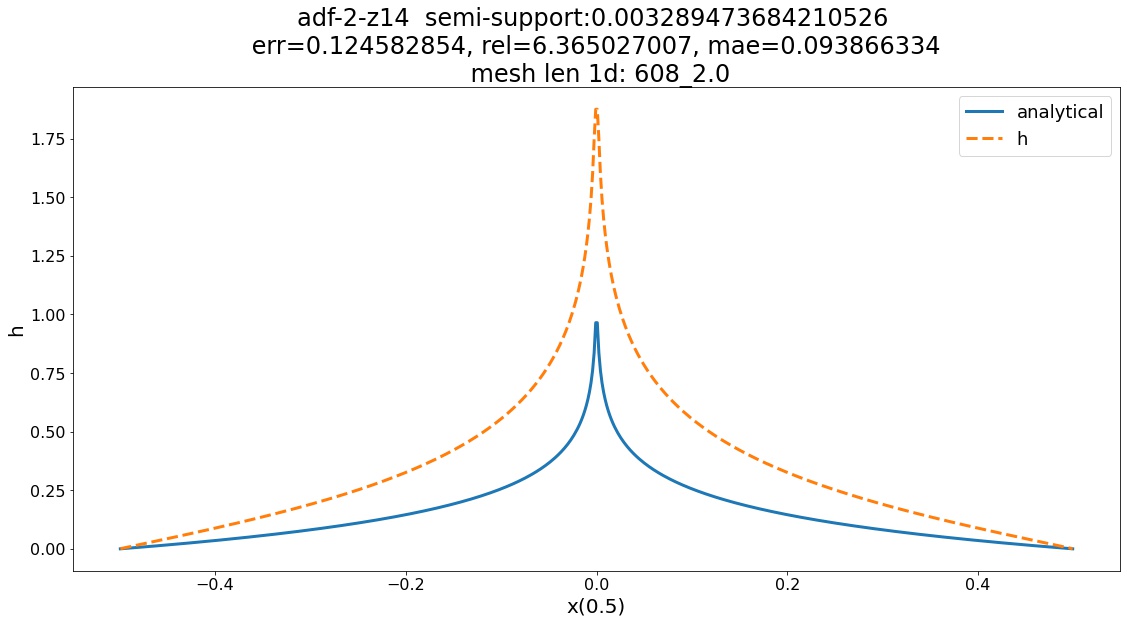 adf-2-z14  semi-support:0.003289473684210526
err=0.124582854, rel=6.365027007, mae=0.093866334
mesh len 1d: 608_2.0
analytical
h
1.75
1.50
1.25
1.00
0.75
0.50
0.25
0.00
h
−0.4
−0.2
0.0
0.2
0.4
x(0.5)